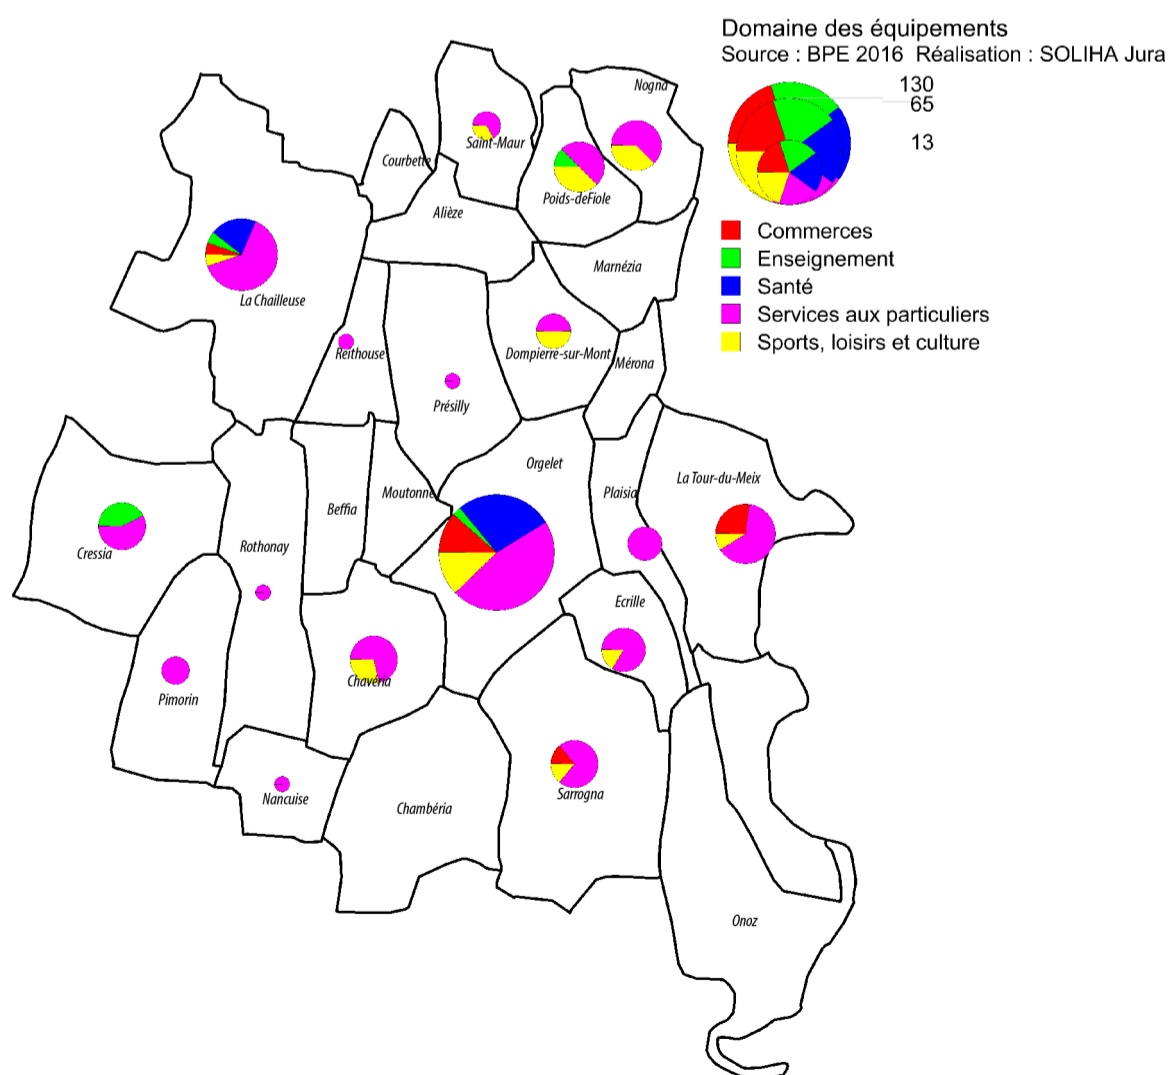 Domaine des équipements
Source : BPE 2016 Réalisation : SOLIHA Jura
130
65
13
Commerces
Enseignement
Santé
Services aux particuliers
Sports, loisirs et culture
Nogna
Saint-Maur
Courbette
Poids-deFiole
Alièze
Marnézia
La Chailleuse
Reithouse
Dompierre-sur-Mont
Mérona
Présilly
Orgelet
La Tour-du-Meix
Moutonne
Plaisia
Beffia
Rothonay
Cressia
Ecrille
Chavéria
Pimorin
Sarrogna
Nancuise
Chambéria
Onoz